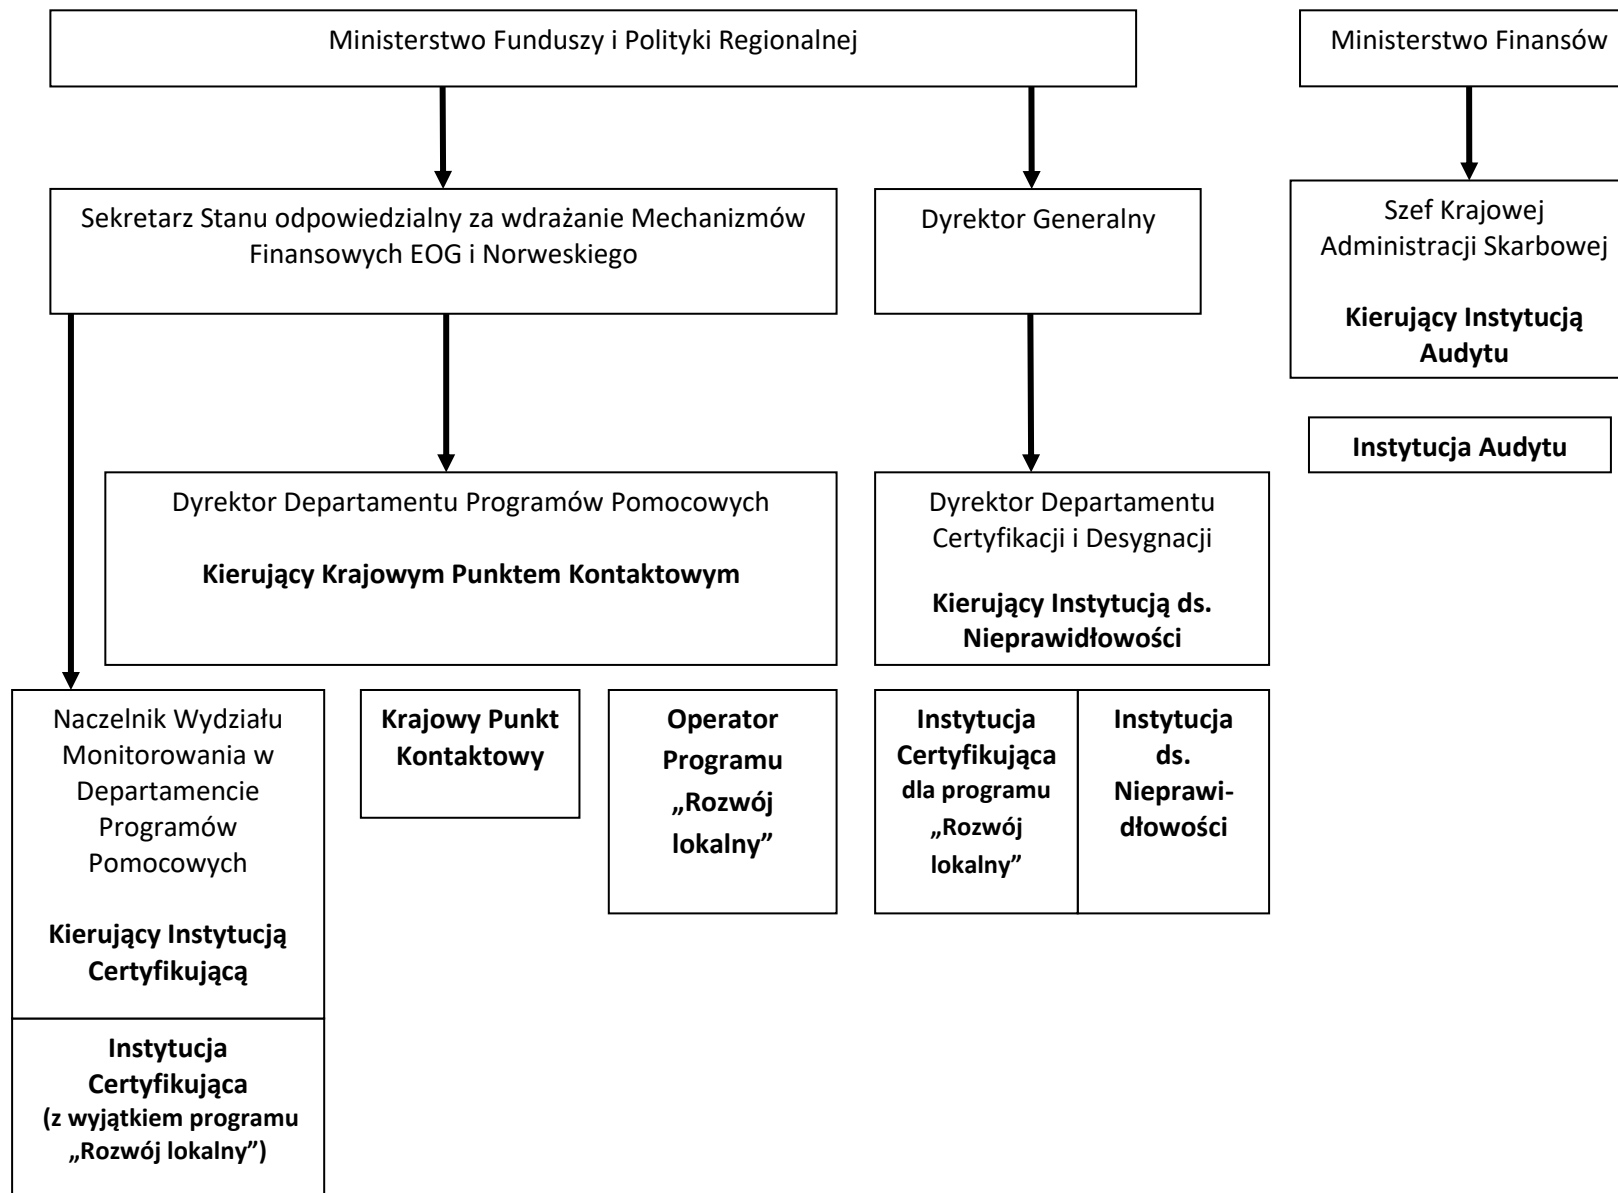 Ministerstwo Funduszy i Polityki Regionalnej
Ministerstwo Finansów
Sekretarz Stanu odpowiedzialny za wdrażanie Mechanizmów
Finansowych EOG i Norweskiego
Dyrektor Generalny
Szef Krajowej
Administracji Skarbowej
Kierujący Instytucją
Audytu
Instytucja Audytu
Dyrektor Departamentu Programów Pomocowych
Kierujący Krajowym Punktem Kontaktowym
Dyrektor Departamentu
Certyfikacji i Desygnacji
Kierujący Instytucją ds.
Nieprawidłowości
Naczelnik Wydziału
Monitorowania w
Departamencie
Programów
Pomocowych
Kierujący Instytucją
Certyfikującą
Instytucja
Certyfikująca
(z wyjątkiem programu
„Rozwój lokalny”)
Krajowy Punkt
Kontaktowy
Operator
Programu
„Rozwój
lokalny”
Instytucja
Certyfikująca
dla programu
„Rozwój
lokalny”
Instytucja
ds.
Nieprawi-
dłowości